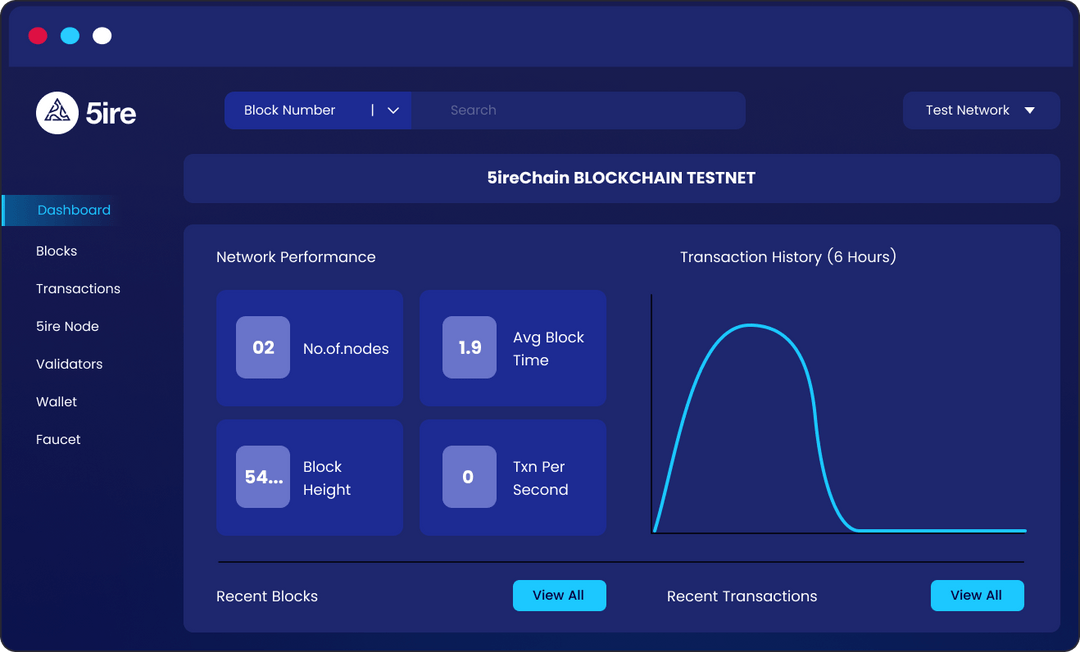 5ire
Block Number |
Search
Test Network
5ireChain BLOCKCHAIN TESTNET
Dashboard
Blocks
Transactions
5ire Node
Validators
Wallet
Faucet
Network Performance
02
No.of.nodes
1.9
Avg Block
Time
54...
Block
Height
0
Txn Per
Second
Transaction History (6 Hours)
Recent Blocks
View All
Recent Transactions
View All